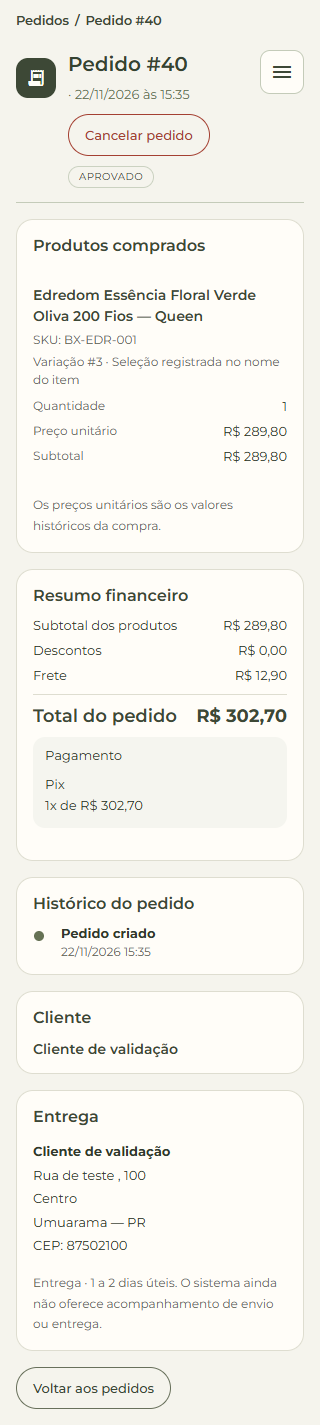 Pedidos / Pedido #40
Pedido #40
· 22/11/2026 às 15:35
Cancelar pedido
APROVADO
Produtos comprados
Edredom Essência Floral Verde
Oliva 200 Fios — Queen
SKU: BX-EDR-001
Variação #3 · Seleção registrada no nome
do item
Quantidade 1
Preço unitário R$ 289,80
Subtotal R$ 289,80
Os preços unitários são os valores
históricos da compra.
Resumo financeiro
Subtotal dos produtos R$ 289,80
Descontos R$ 0,00
Frete R$ 12,90
Total do pedido R$ 302,70
Pagamento
Pix
1x de R$ 302,70
Histórico do pedido
Pedido criado
22/11/2026 15:35
Cliente
Cliente de validação
Entrega
Cliente de validação
Rua de teste , 100
Centro
Umuarama — PR
CEP: 87502100
Entrega · 1 a 2 dias úteis. O sistema ainda
não oferece acompanhamento de envio
ou entrega.
Voltar aos pedidos